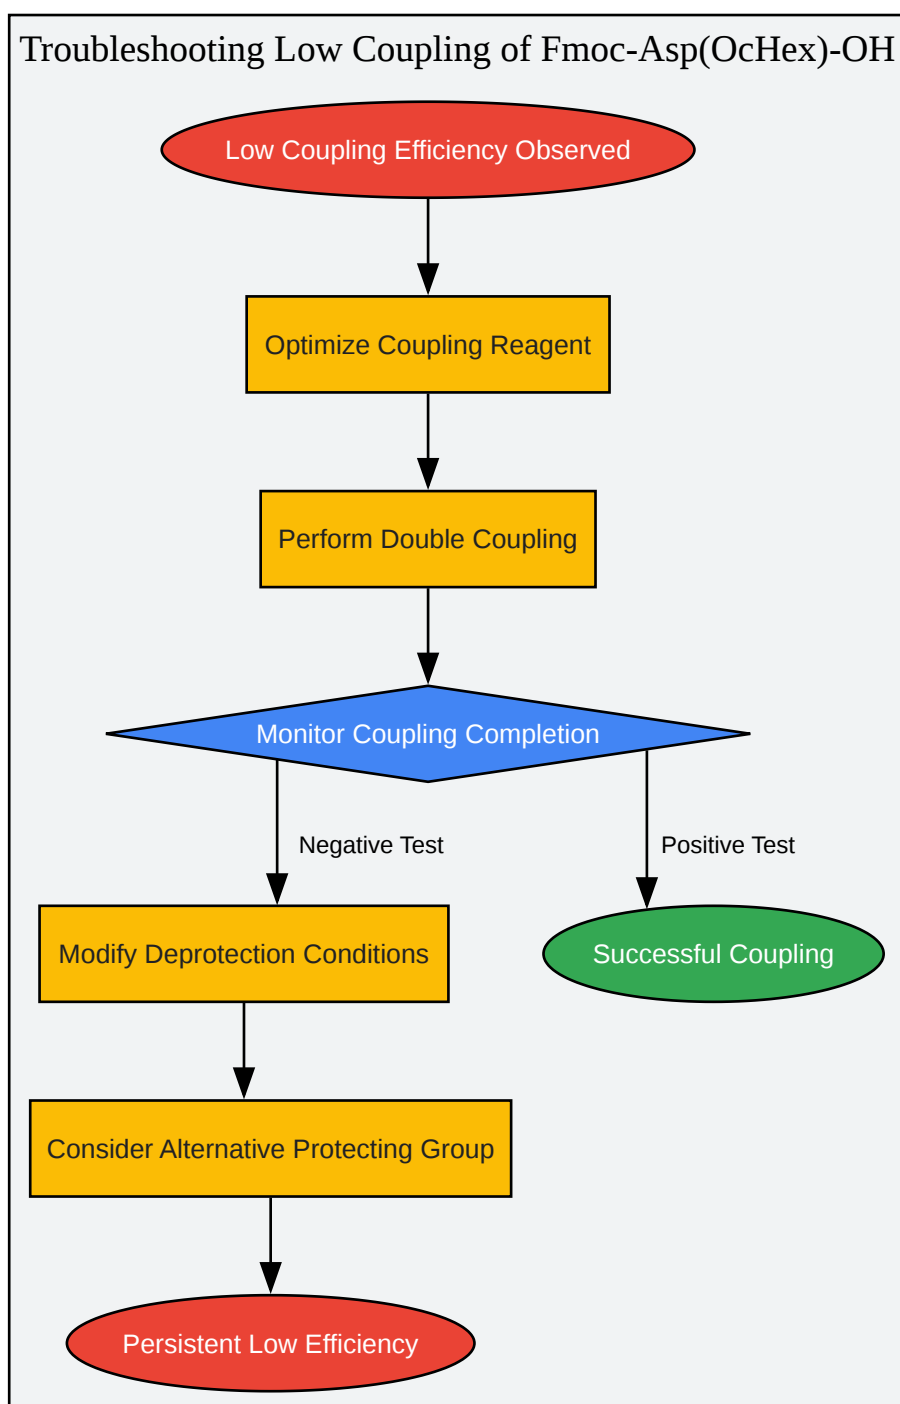 Troubleshooting Low Coupling of Fmoc-Asp(OcHex)-OH
Low Coupling Efficiency Observed
Optimize Coupling Reagent
Perform Double Coupling
Monitor Coupling Completion
Negative Test
Positive Test
Modify Deprotection Conditions
Successful Coupling
Consider Alternative Protecting Group
Persistent Low Efficiency